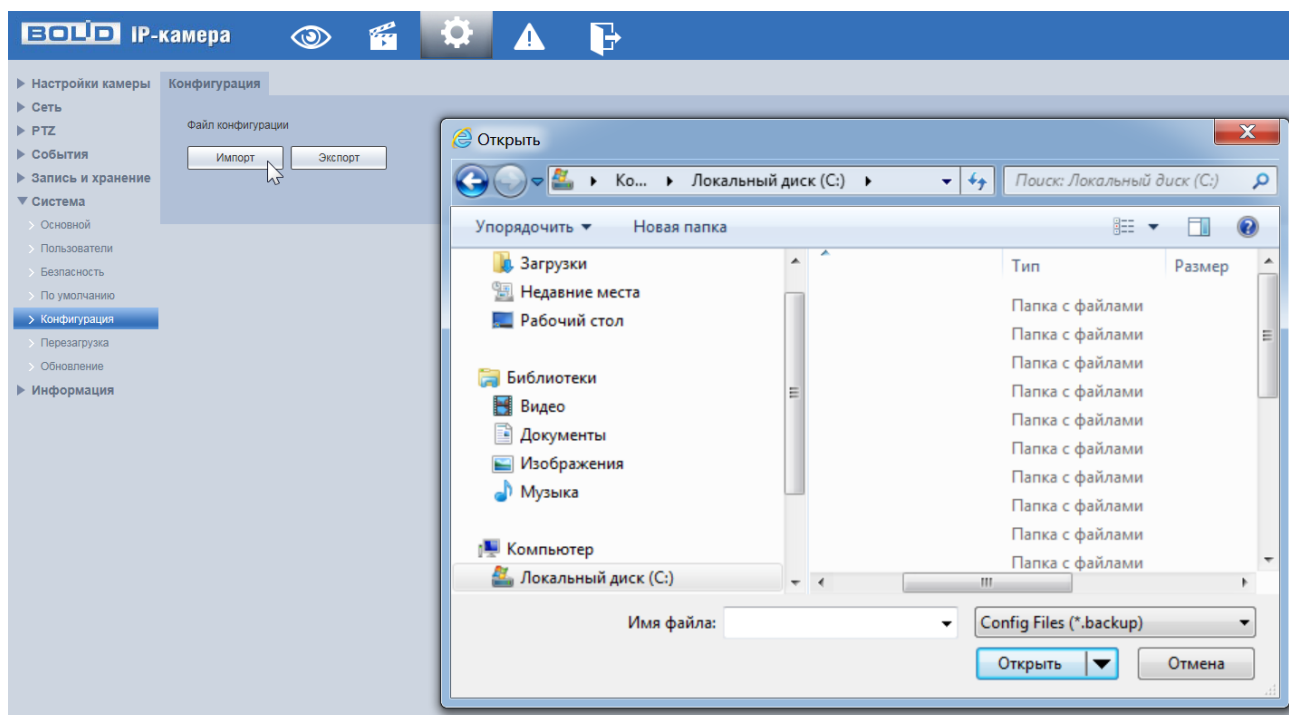 BOLID IP-камера
Настройки камеры
Сеть
PTZ
События
Запись и хранение
Система
Основной
Пользователи
Безпасность
По умолчанию
Конфигурация
Перезагрузка
Обновление
Информация
Конфигурация
Файл конфигурации
Импорт Экспорт
Открыть
Ко... Локальный диск (C:) Поиск: Локальный диск (C:)
Упорядочить Новая папка
Загрузки
Недавние места
Рабочий стол
Библиотеки
Видео
Документы
Изображения
Музыка
Компьютер
Локальный диск (C:)
Тип Размер
Папка с файлами
Папка с файлами
Папка с файлами
Папка с файлами
Папка с файлами
Папка с файлами
Папка с файлами
Папка с файлами
Папка с файлами
Папка с файлами
Имя файла: Config Files (*.backup)
Открыть Отмена